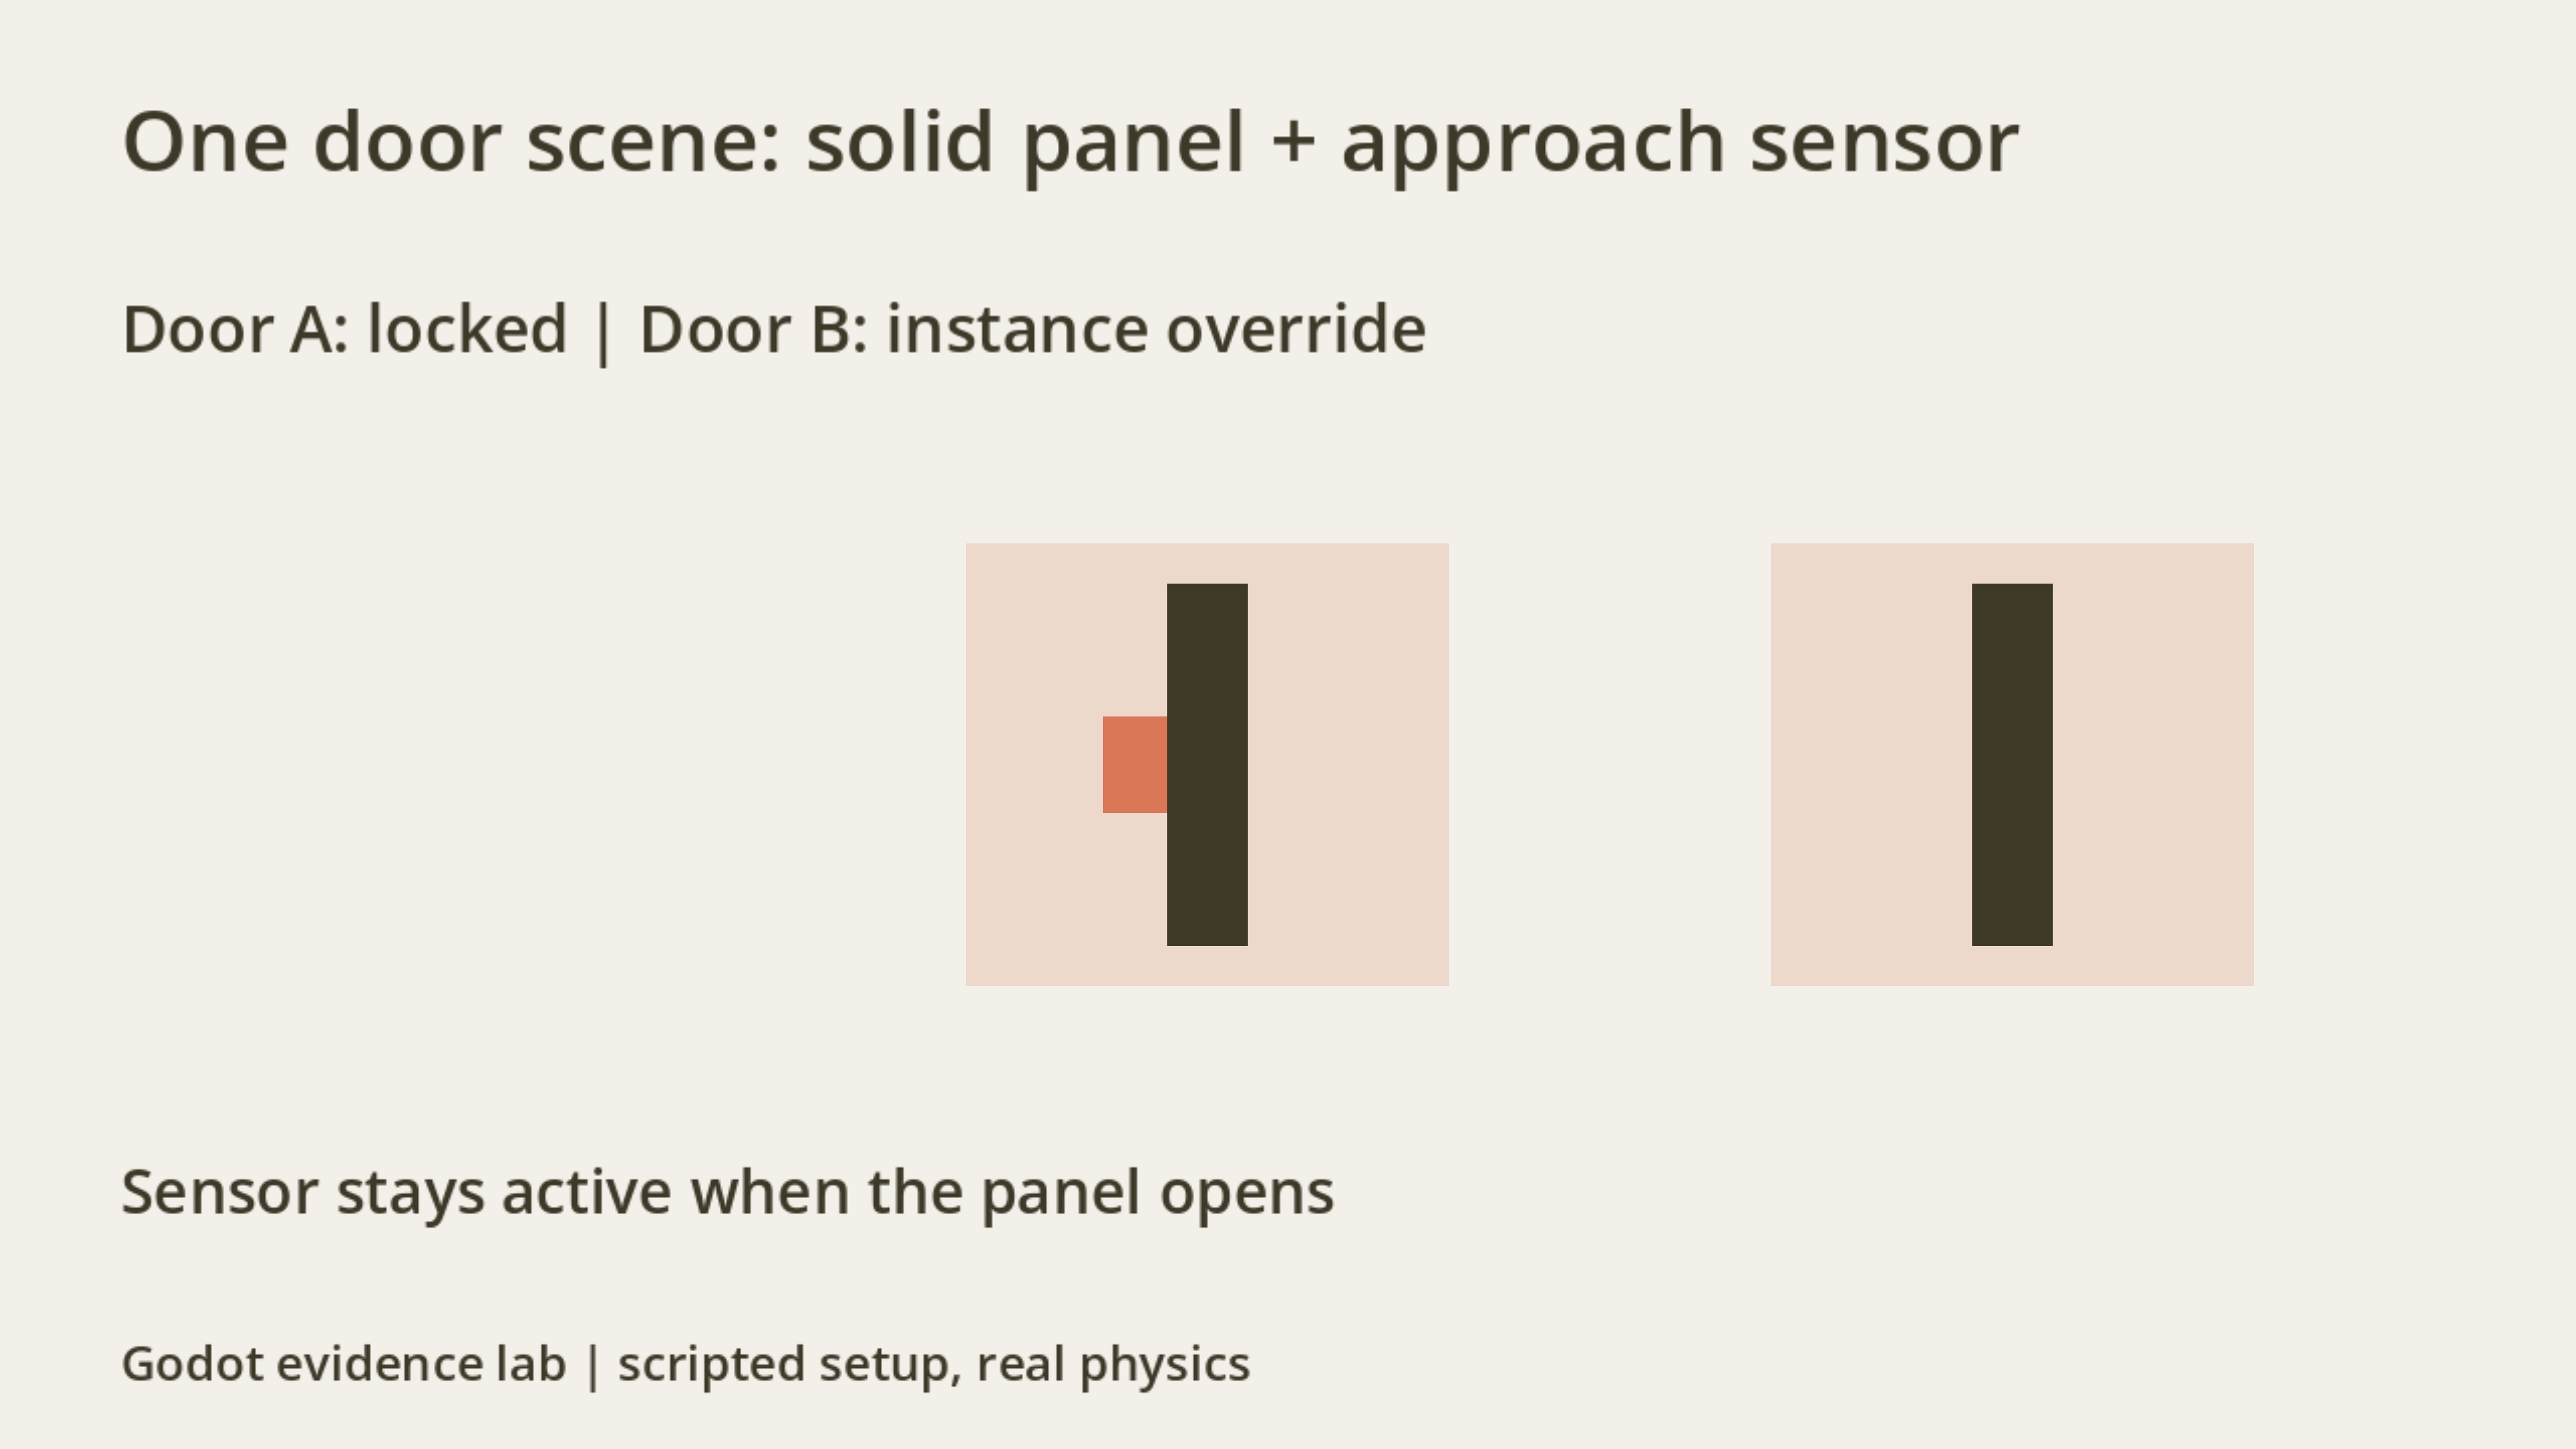 One door scene: solid panel + approach sensor
Door A: locked | Door B: instance override
Sensor stays active when the panel opens
Godot evidence lab | scripted setup, real physics